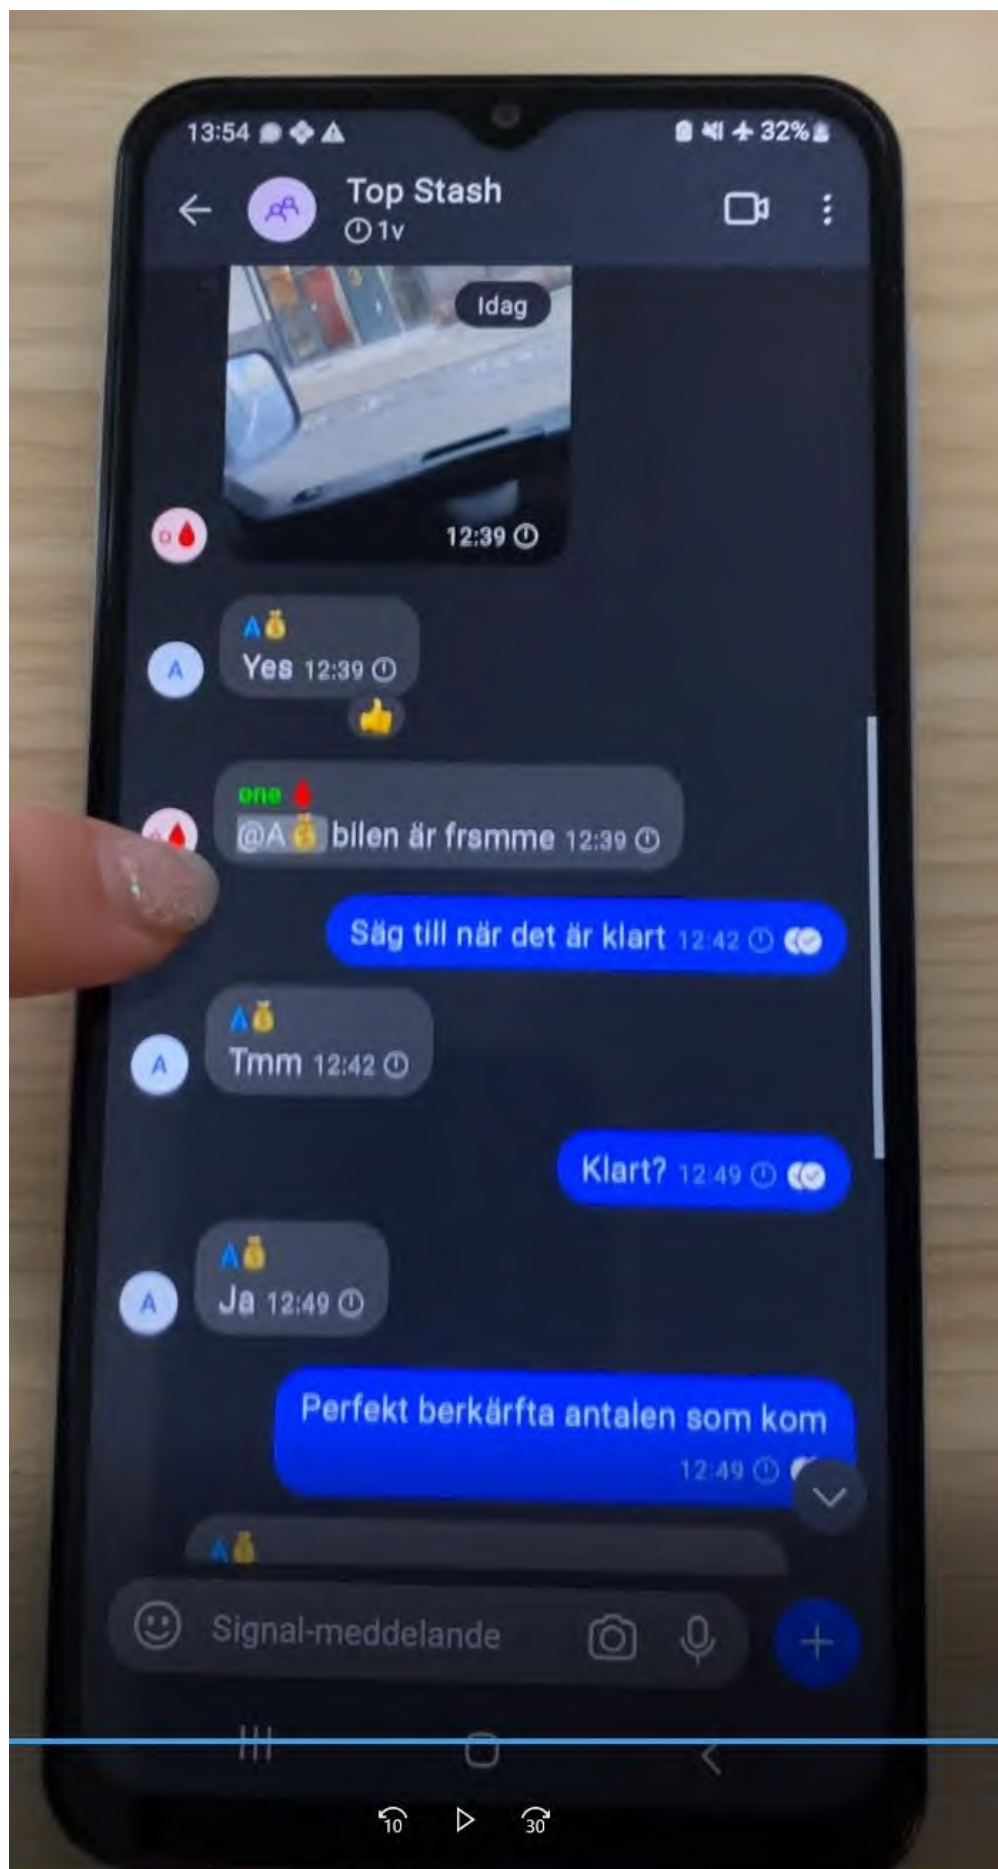 13:54
32%
Top Stash
1v
Idag
12:39
A
A
Yes 12:39
one
@A bilen är frsmme 12:39
Säg till när det är klart 12:42
A
A
Tmm 12:42
Klart? 12:49
A
A
Ja 12:49
Perfekt berkärfta antalen som kom
12:49
A
Signal-meddelande
10
30